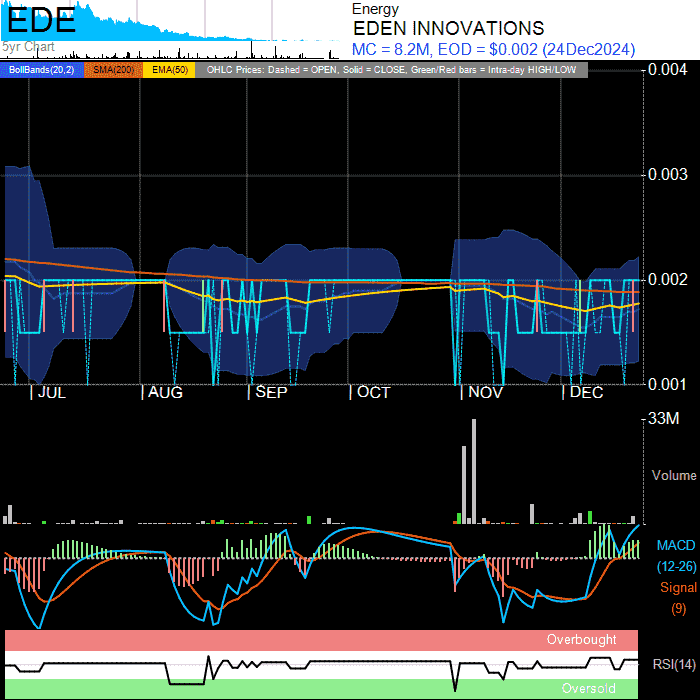 EDE
5yr Chart
Energy
EDEN INNOVATIONS
MC = 8.2M, EOD = $0.002 (24Dec2024)
BollBands(20,2) SMA(200) EMA(50) OHLC Prices: Dashed = OPEN, Solid = CLOSE, Green/Red bars = Intra-day HIGH/LOW
0.004
0.003
0.002
0.001
JUL AUG SEP OCT NOV DEC
33M
Volume
MACD
(12-26)
Signal
(9)
Overbought
RSI(14)
Oversold